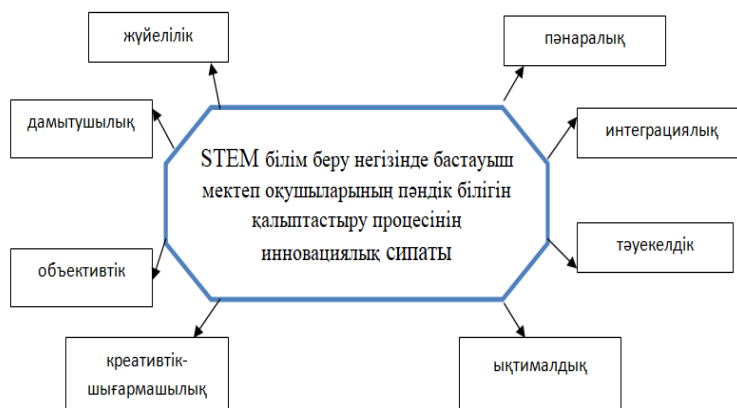 жүйелілік
пәнаралық
дамытушылық
интеграциялық
STEM білім беру негізінде бастауыш
мектеп оқушыларының пәндік білігін
қалыптастыру процесінің
инновациялық сипаты
объективтік
тәуекелдік
креативтік-
шығармашылық
ықтималдық